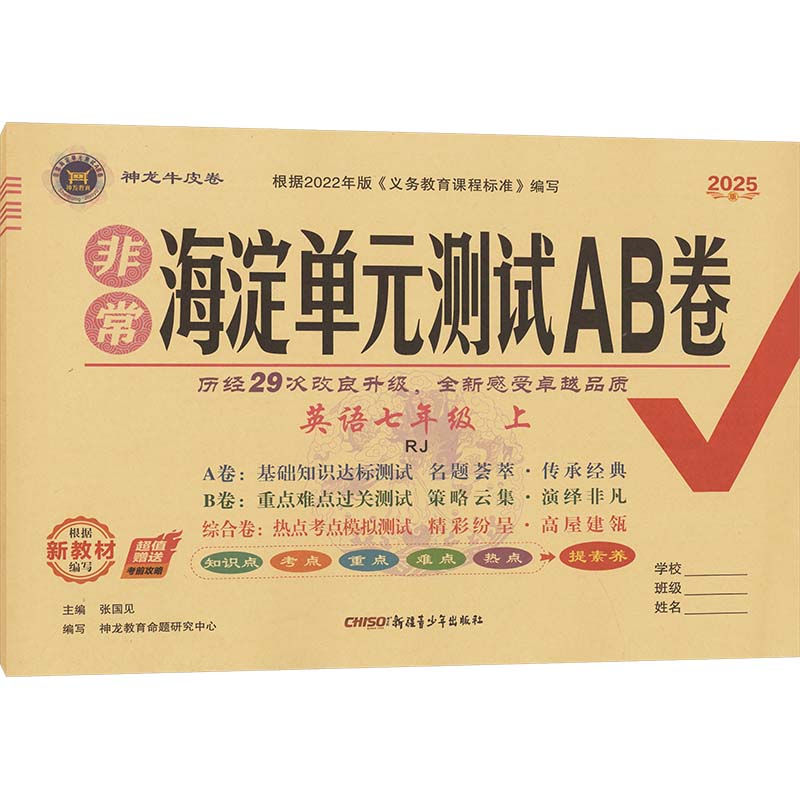 神龙教育
神龙牛皮卷
根据2022年版《义务教育课程标准》编写
2025
版
非常
海淀单元测试AB卷
历经29次改良升级，全新感受卓越品质
英语七年级 上
RJ
A卷：基础知识达标测试 名题荟萃·传承经典
B卷：重点难点过关测试 策略云集·演绎非凡
综合卷：热点考点模拟测试 精彩纷呈·高屋建瓴
根据
新教材
编写
超值
赠送
考前攻略
知识点 考点 重点 难点 热点 提素养
学校
班级
姓名
主编 张国见
编写 神龙教育命题研究中心
CHISO 新疆青少年出版社